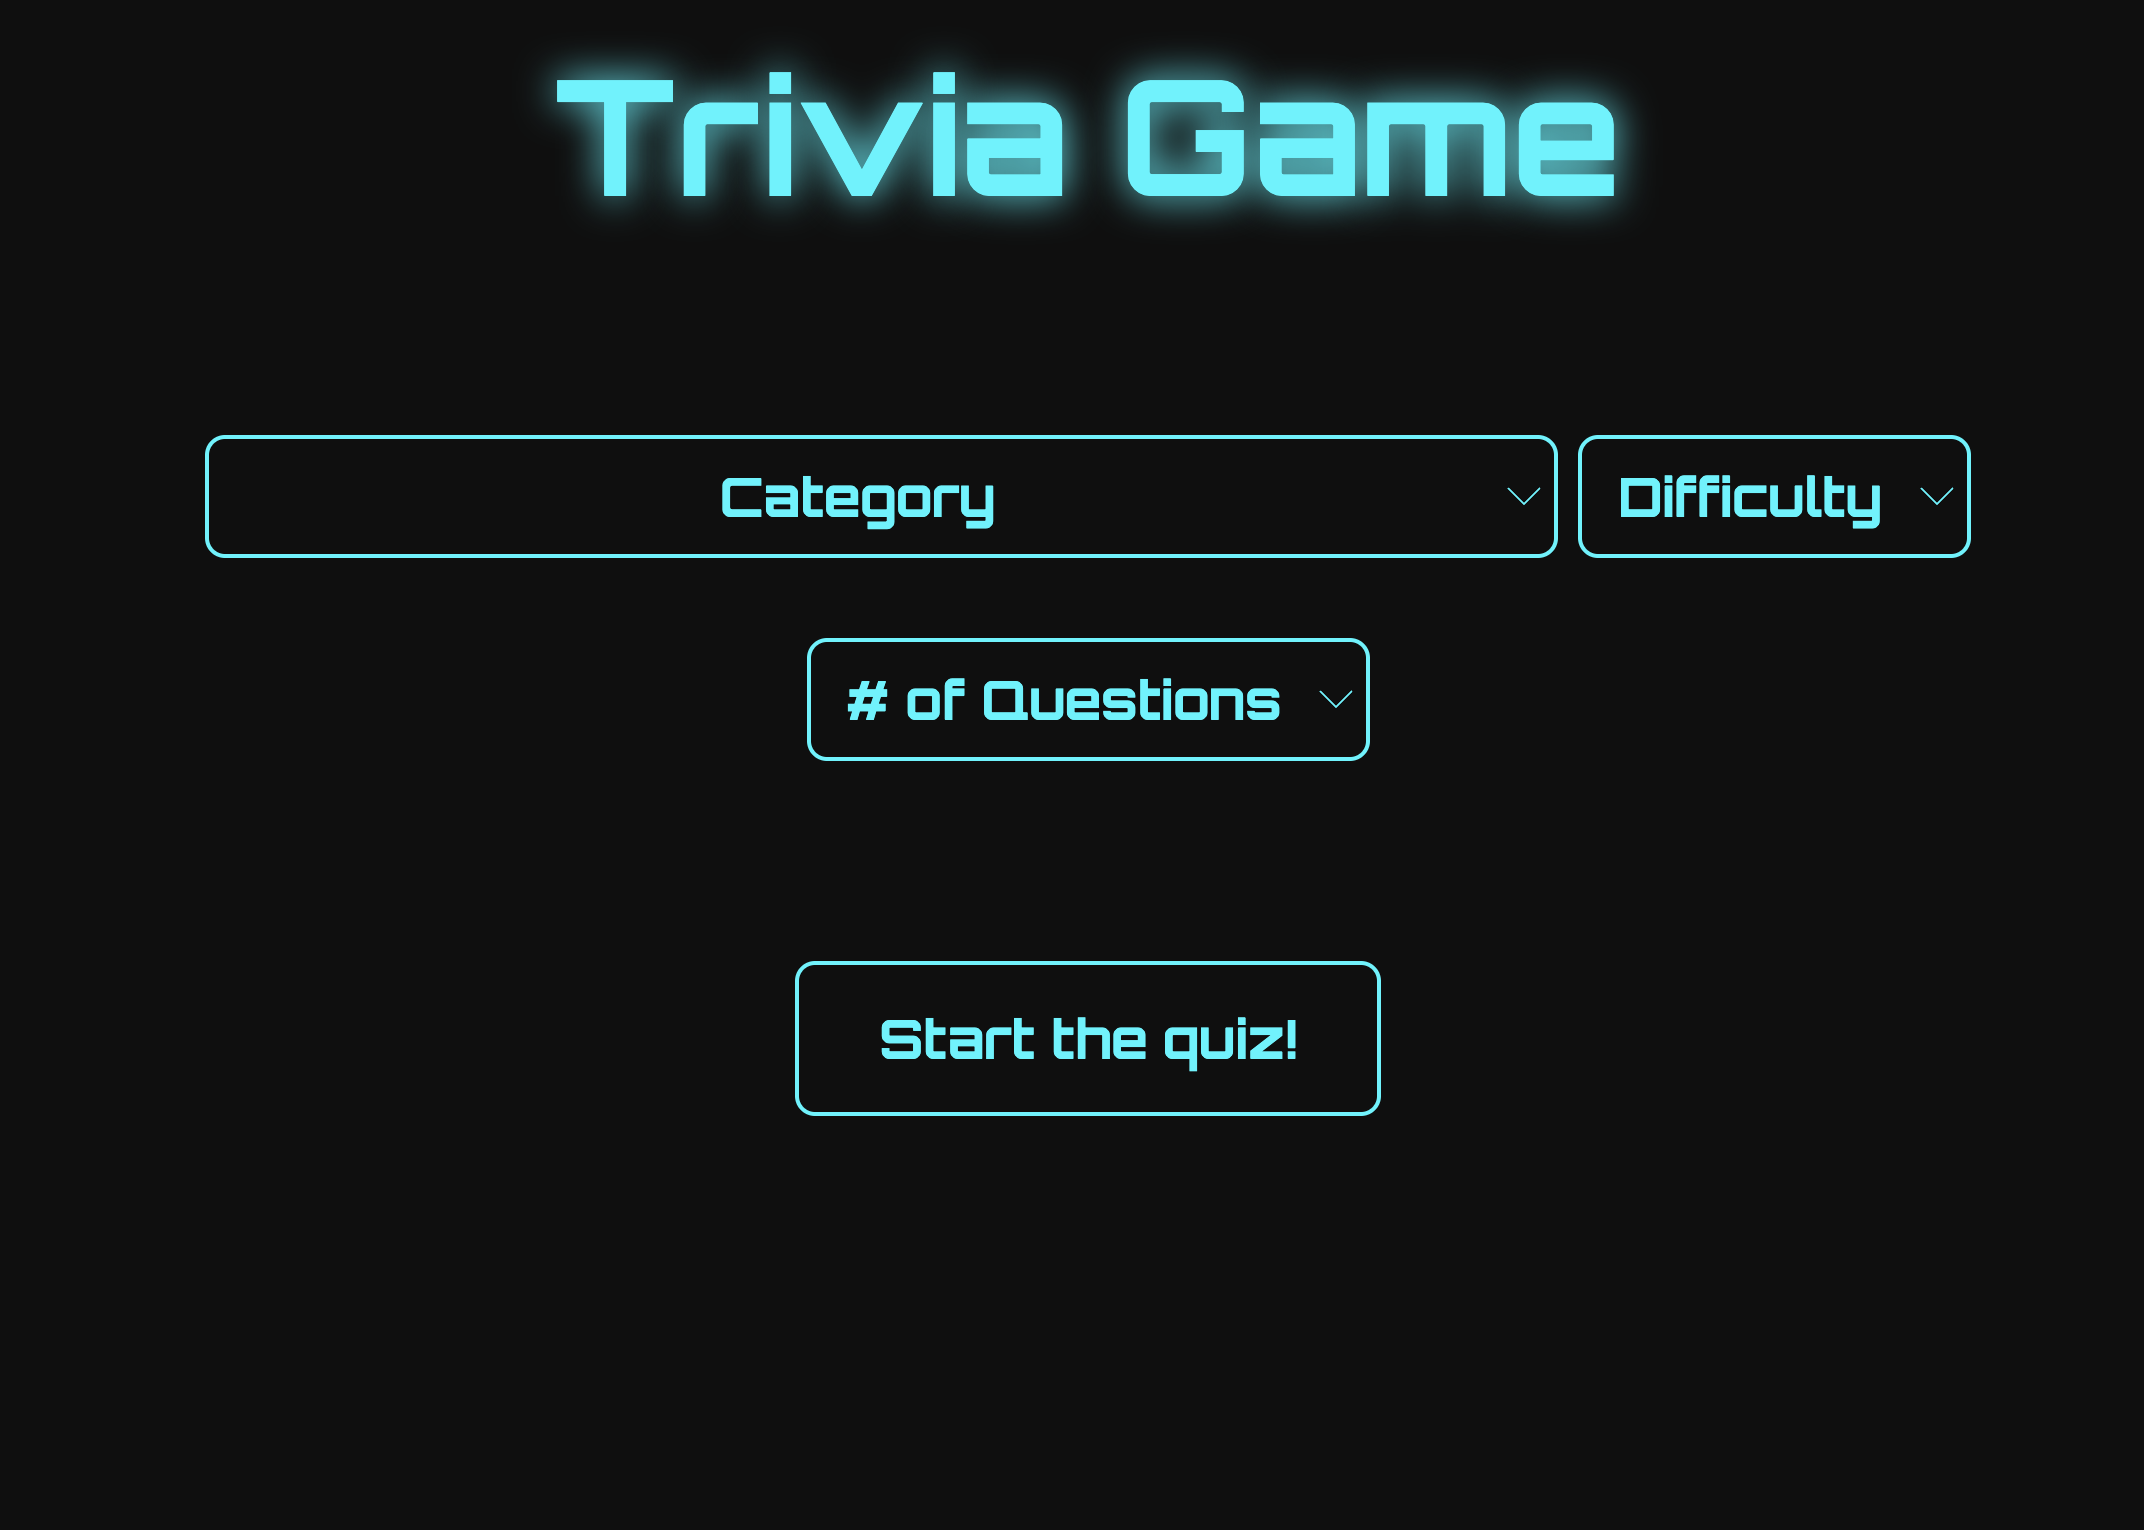 Trivia Game
Category
Difficulty
# of Questions
Start the quiz!